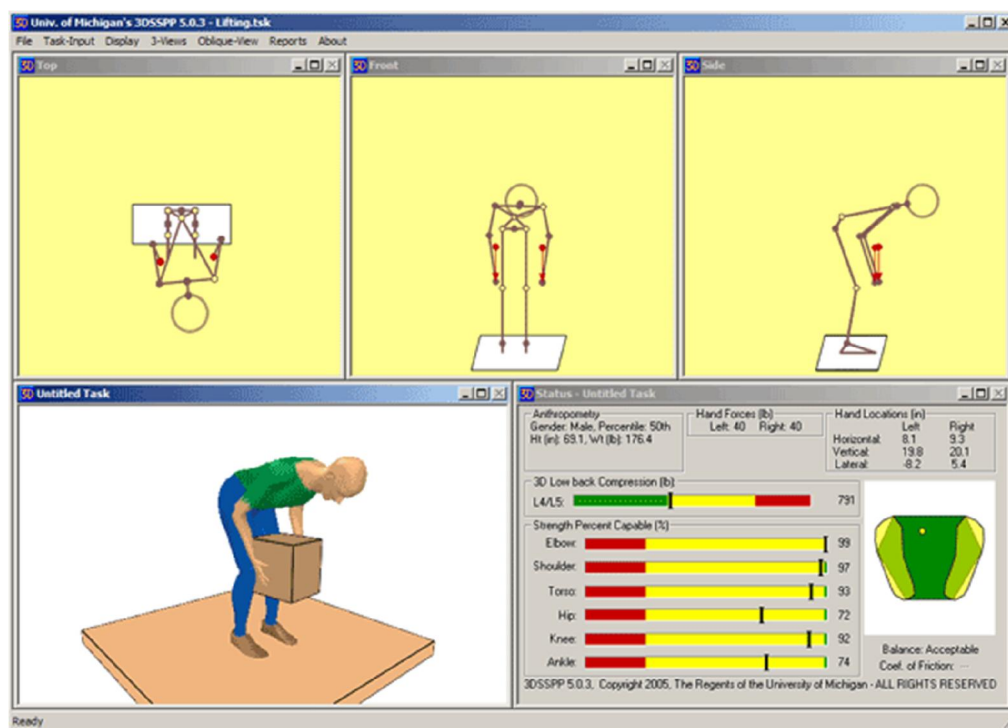 3D Univ. of Michigan's 3DSSPP 5.0.3 - Lifting.tsk
File Task-Input Display 3-Views Oblique-View Reports About
3D Top
3D Front
3D Side
3D Untitled Task
3D Status - Untitled Task
Anthropometry
Gender: Male, Percentile: 50th
Ht (in): 69.1, Wt (lb): 176.4
Hand Forces (lb)
Left: 40 Right: 40
Hand Locations (in)
Left Right
Horizontal: 8.1 9.3
Vertical: 19.8 20.1
Lateral: -8.2 5.4
3D Low back Compression (lb)
L4/L5: 791
Strength Percent Capable (%)
Elbow: 99
Shoulder: 97
Torso: 93
Hip: 72
Knee: 92
Ankle: 74
Balance: Acceptable
Coef. of Friction: ---
3DSSPP 5.0.3, Copyright 2005, The Regents of the University of Michigan - ALL RIGHTS RESERVED
Ready